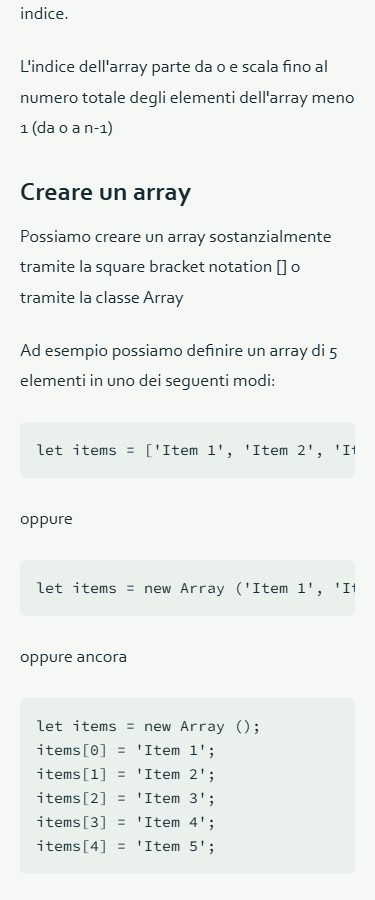 indice.
L'indice dell'array parte da 0 e scala fino al
numero totale degli elementi dell'array meno
1 (da 0 a n-1)
Creare un array
Possiamo creare un array sostanzialmente
tramite la square bracket notation [] o
tramite la classe Array
Ad esempio possiamo definire un array di 5
elementi in uno dei seguenti modi:
let items = ['Item 1', 'Item 2', 'It
oppure
let items = new Array ('Item 1', 'It
oppure ancora
let items = new Array ();
items[0] = 'Item 1';
items[1] = 'Item 2';
items[2] = 'Item 3';
items[3] = 'Item 4';
items[4] = 'Item 5';